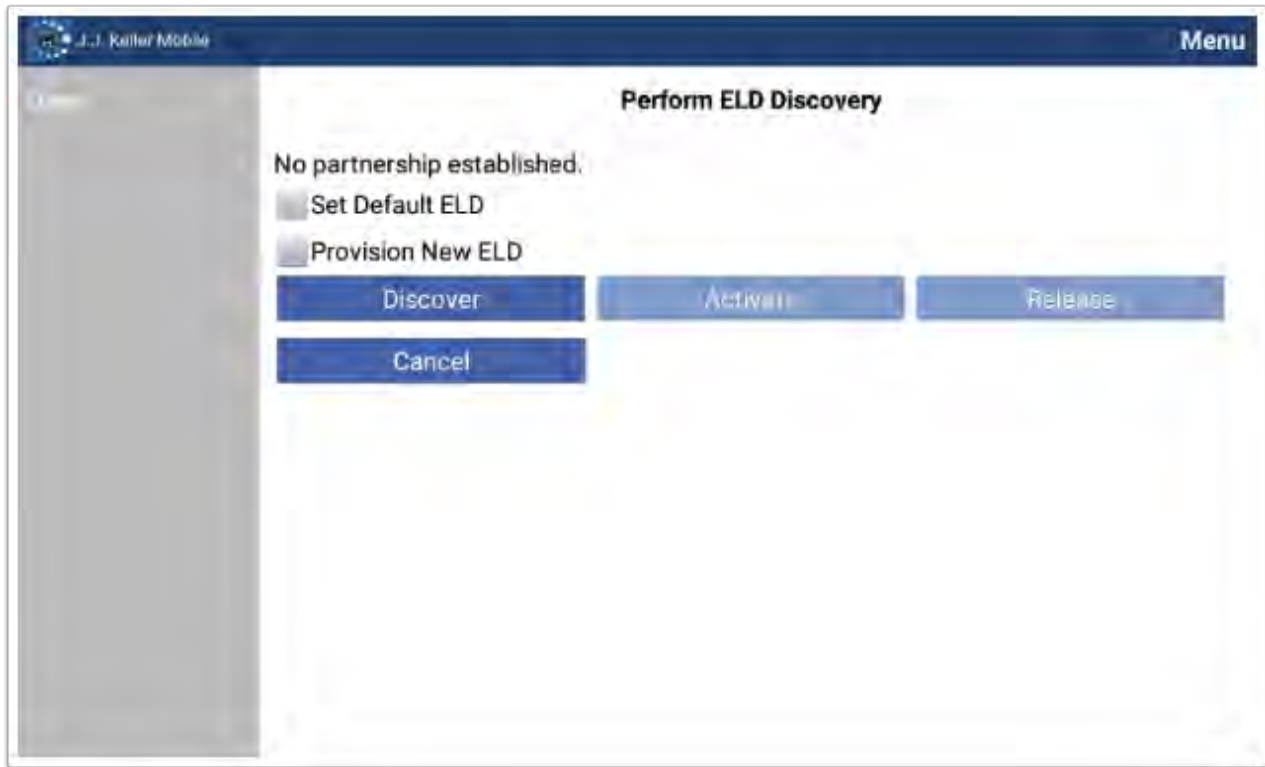 J.J. Keller Mobile
Menu
Perform ELD Discovery
No partnership established.
Set Default ELD
Provision New ELD
Discover Activate Release
Cancel